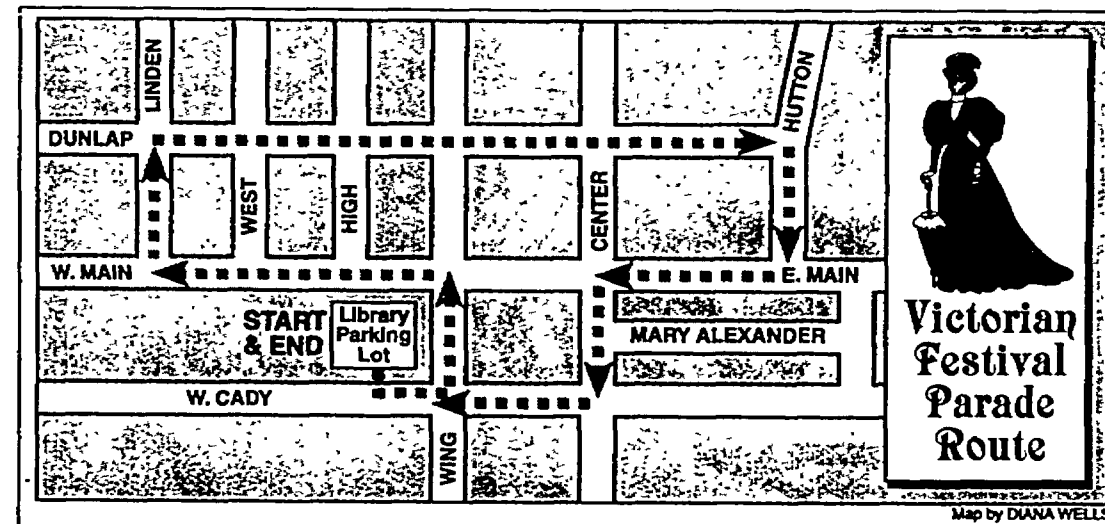 LINDEN
HUTTON
DUNLAP
WEST
HIGH
CENTER
W. MAIN
E. MAIN
START
& END
Library
Parking
Lot
MARY ALEXANDER
W. CADY
WING
Victorian
Festival
Parade
Route
Map by DIANA WELLS